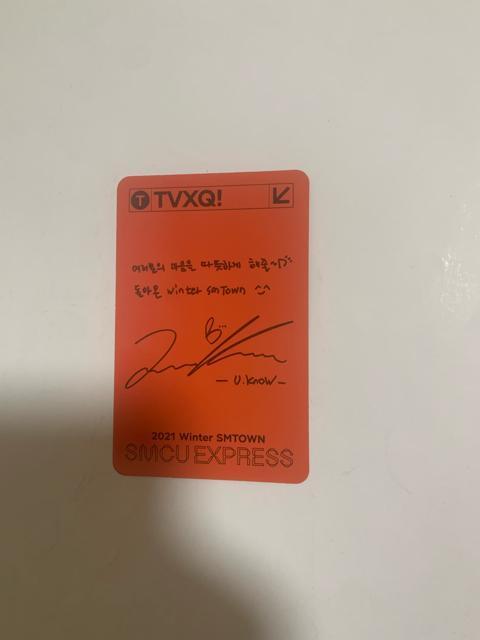 T TVXQ!
여러분의 마음을 따뜻하게 해줄~
돌아온 winter smTown ^^
— U.KNOW —
2021 Winter SMTOWN
SMCU EXPRESS